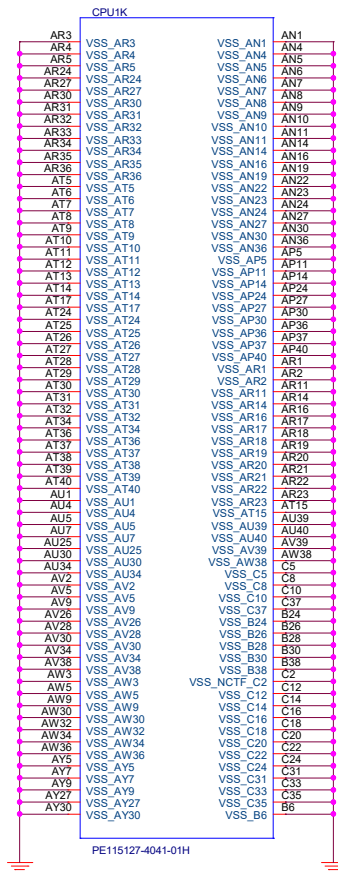 CPU1K
AR3 VSS_AR3 VSS_AN1 AN1
AR4 VSS_AR4 VSS_AN4 AN4
AR5 VSS_AR5 VSS_AN5 AN5
AR24 VSS_AR24 VSS_AN6 AN6
AR27 VSS_AR27 VSS_AN7 AN7
AR30 VSS_AR30 VSS_AN8 AN8
AR31 VSS_AR31 VSS_AN9 AN9
AR32 VSS_AR32 VSS_AN10 AN10
AR33 VSS_AR33 VSS_AN11 AN11
AR34 VSS_AR34 VSS_AN14 AN14
AR35 VSS_AR35 VSS_AN16 AN16
AR36 VSS_AR36 VSS_AN19 AN19
AT5 VSS_AT5 VSS_AN22 AN22
AT6 VSS_AT6 VSS_AN23 AN23
AT7 VSS_AT7 VSS_AN24 AN24
AT8 VSS_AT8 VSS_AN27 AN27
AT9 VSS_AT9 VSS_AN30 AN30
AT10 VSS_AT10 VSS_AN36 AN36
AT11 VSS_AT11 VSS_AP5 AP5
AT12 VSS_AT12 VSS_AP11 AP11
AT13 VSS_AT13 VSS_AP14 AP14
AT14 VSS_AT14 VSS_AP24 AP24
AT17 VSS_AT17 VSS_AP27 AP27
AT24 VSS_AT24 VSS_AP30 AP30
AT25 VSS_AT25 VSS_AP36 AP36
AT26 VSS_AT26 VSS_AP37 AP37
AT27 VSS_AT27 VSS_AP40 AP40
AT28 VSS_AT28 VSS_AR1 AR1
AT29 VSS_AT29 VSS_AR2 AR2
AT30 VSS_AT30 VSS_AR11 AR11
AT31 VSS_AT31 VSS_AR14 AR14
AT32 VSS_AT32 VSS_AR16 AR16
AT34 VSS_AT34 VSS_AR17 AR17
AT36 VSS_AT36 VSS_AR18 AR18
AT37 VSS_AT37 VSS_AR19 AR19
AT38 VSS_AT38 VSS_AR20 AR20
AT39 VSS_AT39 VSS_AR21 AR21
AT40 VSS_AT40 VSS_AR22 AR22
AU1 VSS_AU1 VSS_AR23 AR23
AU4 VSS_AU4 VSS_AT15 AT15
AU5 VSS_AU5 VSS_AU39 AU39
AU7 VSS_AU7 VSS_AU40 AU40
AU25 VSS_AU25 VSS_AV39 AV39
AU30 VSS_AU30 VSS_AW38 AW38
AU34 VSS_AU34 VSS_C5 C5
AV2 VSS_AV2 VSS_C8 C8
AV5 VSS_AV5 VSS_C10 C10
AV9 VSS_AV9 VSS_C37 C37
AV26 VSS_AV26 VSS_B24 B24
AV28 VSS_AV28 VSS_B26 B26
AV30 VSS_AV30 VSS_B28 B28
AV34 VSS_AV34 VSS_B30 B30
AV38 VSS_AV38 VSS_B38 B38
AW3 VSS_AW3 VSS_NCTF_C2 C2
AW5 VSS_AW5 VSS_C12 C12
AW9 VSS_AW9 VSS_C14 C14
AW30 VSS_AW30 VSS_C16 C16
AW32 VSS_AW32 VSS_C18 C18
AW34 VSS_AW34 VSS_C20 C20
AW36 VSS_AW36 VSS_C22 C22
AY5 VSS_AY5 VSS_C24 C24
AY7 VSS_AY7 VSS_C31 C31
AY9 VSS_AY9 VSS_C33 C33
AY27 VSS_AY27 VSS_C35 C35
AY30 VSS_AY30 VSS_B6 B6
PE115127-4041-01H